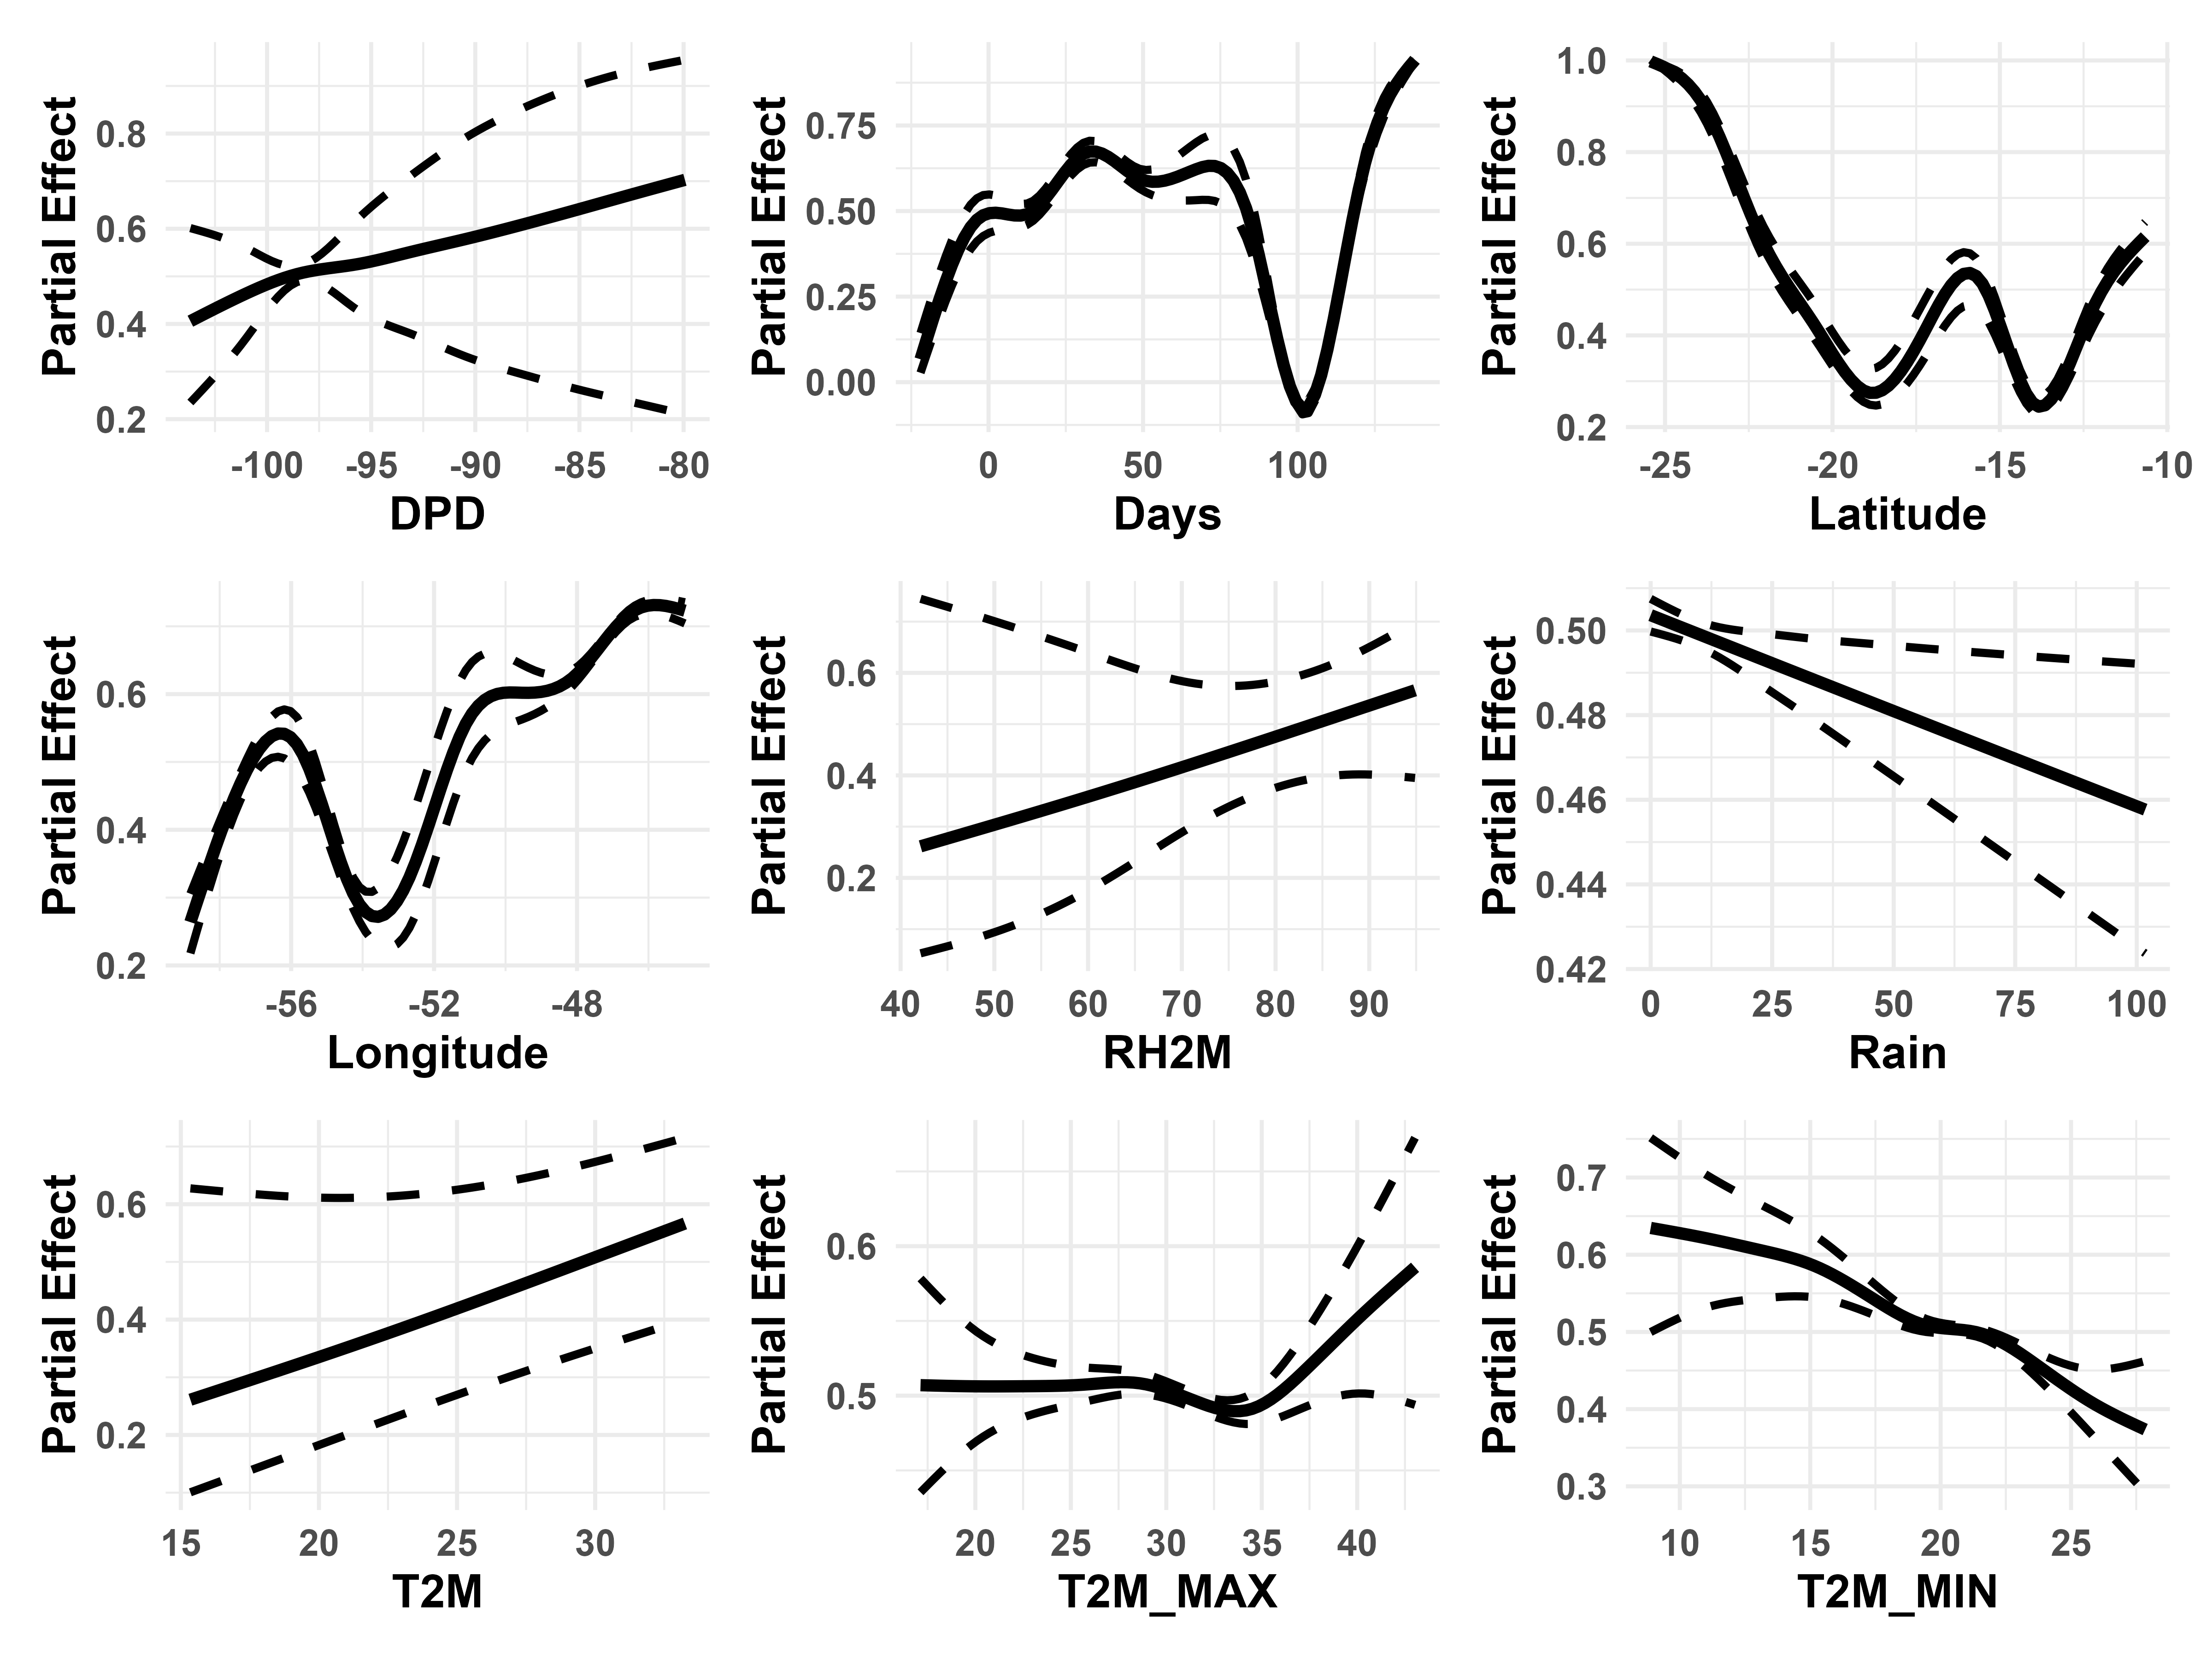 Partial Effect
0.8
0.6
0.4
0.2
-100 -95 -90 -85 -80
DPD
Partial Effect
0.75
0.50
0.25
0.00
0 50 100
Days
Partial Effect
1.0
0.8
0.6
0.4
0.2
-25 -20 -15 -10
Latitude
Partial Effect
0.6
0.4
0.2
-56 -52 -48
Longitude
Partial Effect
0.6
0.4
0.2
40 50 60 70 80 90
RH2M
Partial Effect
0.50
0.48
0.46
0.44
0.42
0 25 50 75 100
Rain
Partial Effect
0.6
0.4
0.2
15 20 25 30
T2M
Partial Effect
0.6
0.5
20 25 30 35 40
T2M_MAX
Partial Effect
0.7
0.6
0.5
0.4
0.3
10 15 20 25
T2M_MIN